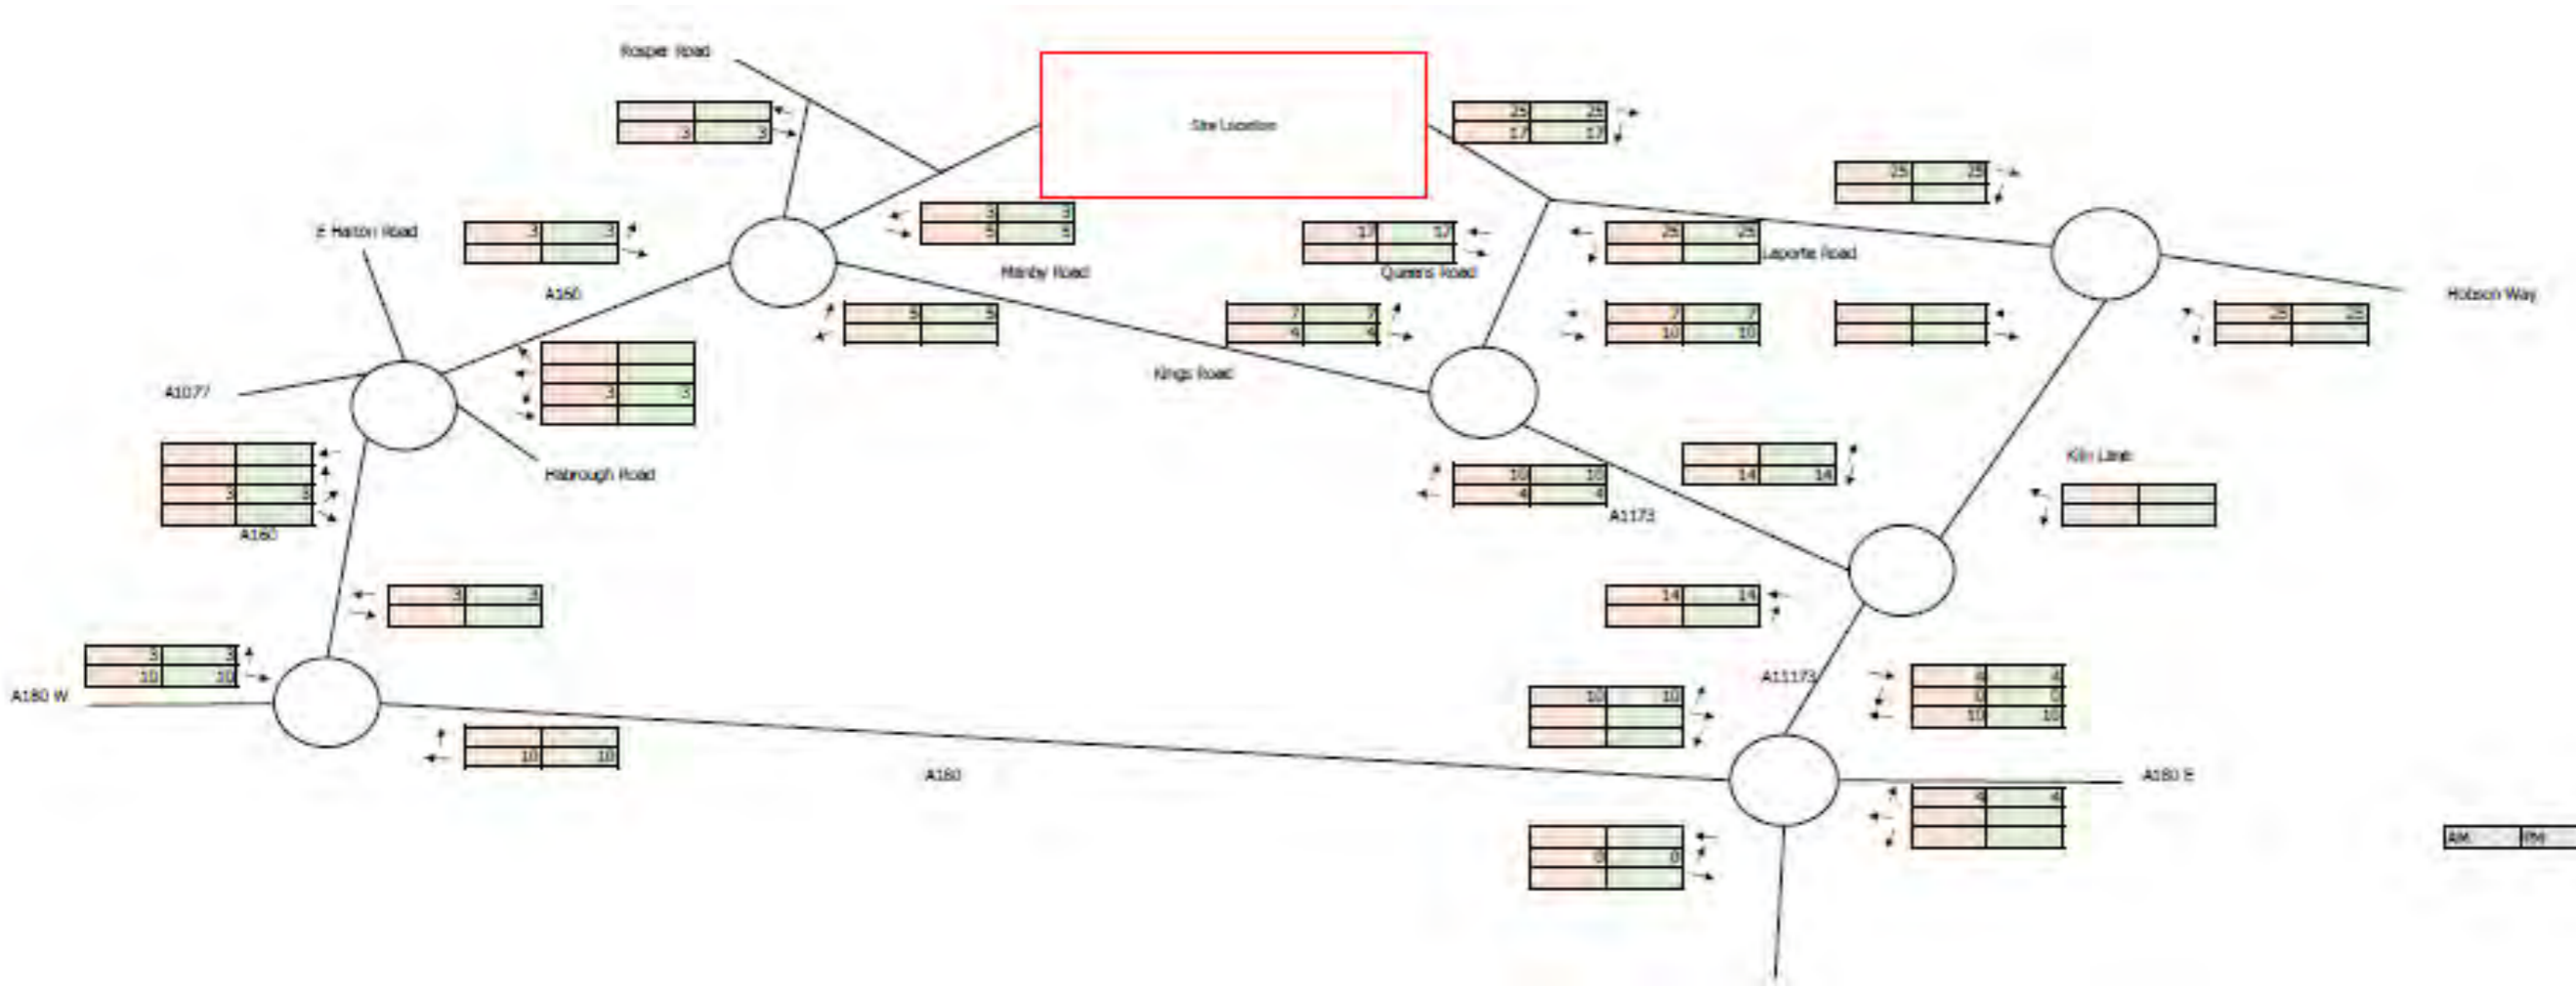 Rosper Road
Site Location
25 25
17 17
3 3
25 25
3 3
5 5
E Halton Road
3 3
17 17
25 25
Laporte Road
Manby Road
Queens Road
A160
Hobson Way
5 5
7 7
4 4
7 7
10 10
25 25
Kings Road
A1077
3 3
Habrough Road
14 14
Kiln Lane
10 10
4 4
3 3
A1173
A160
3 3
14 14
3 3
10 10
A180 W
A11173
4 4
0 0
10 10
10 10
10 10
A180
A180 E
4 4
0 0
AM PM